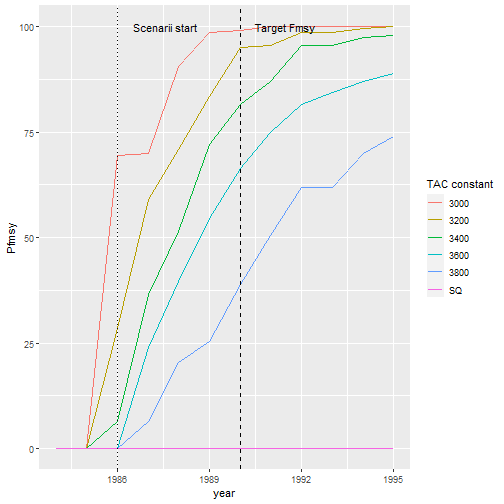 Scenarii start
Target Fmsy
100
75
50
25
0
Pfmsy
1986
1989
1992
1995
year
TAC constant
3000
3200
3400
3600
3800
SQ